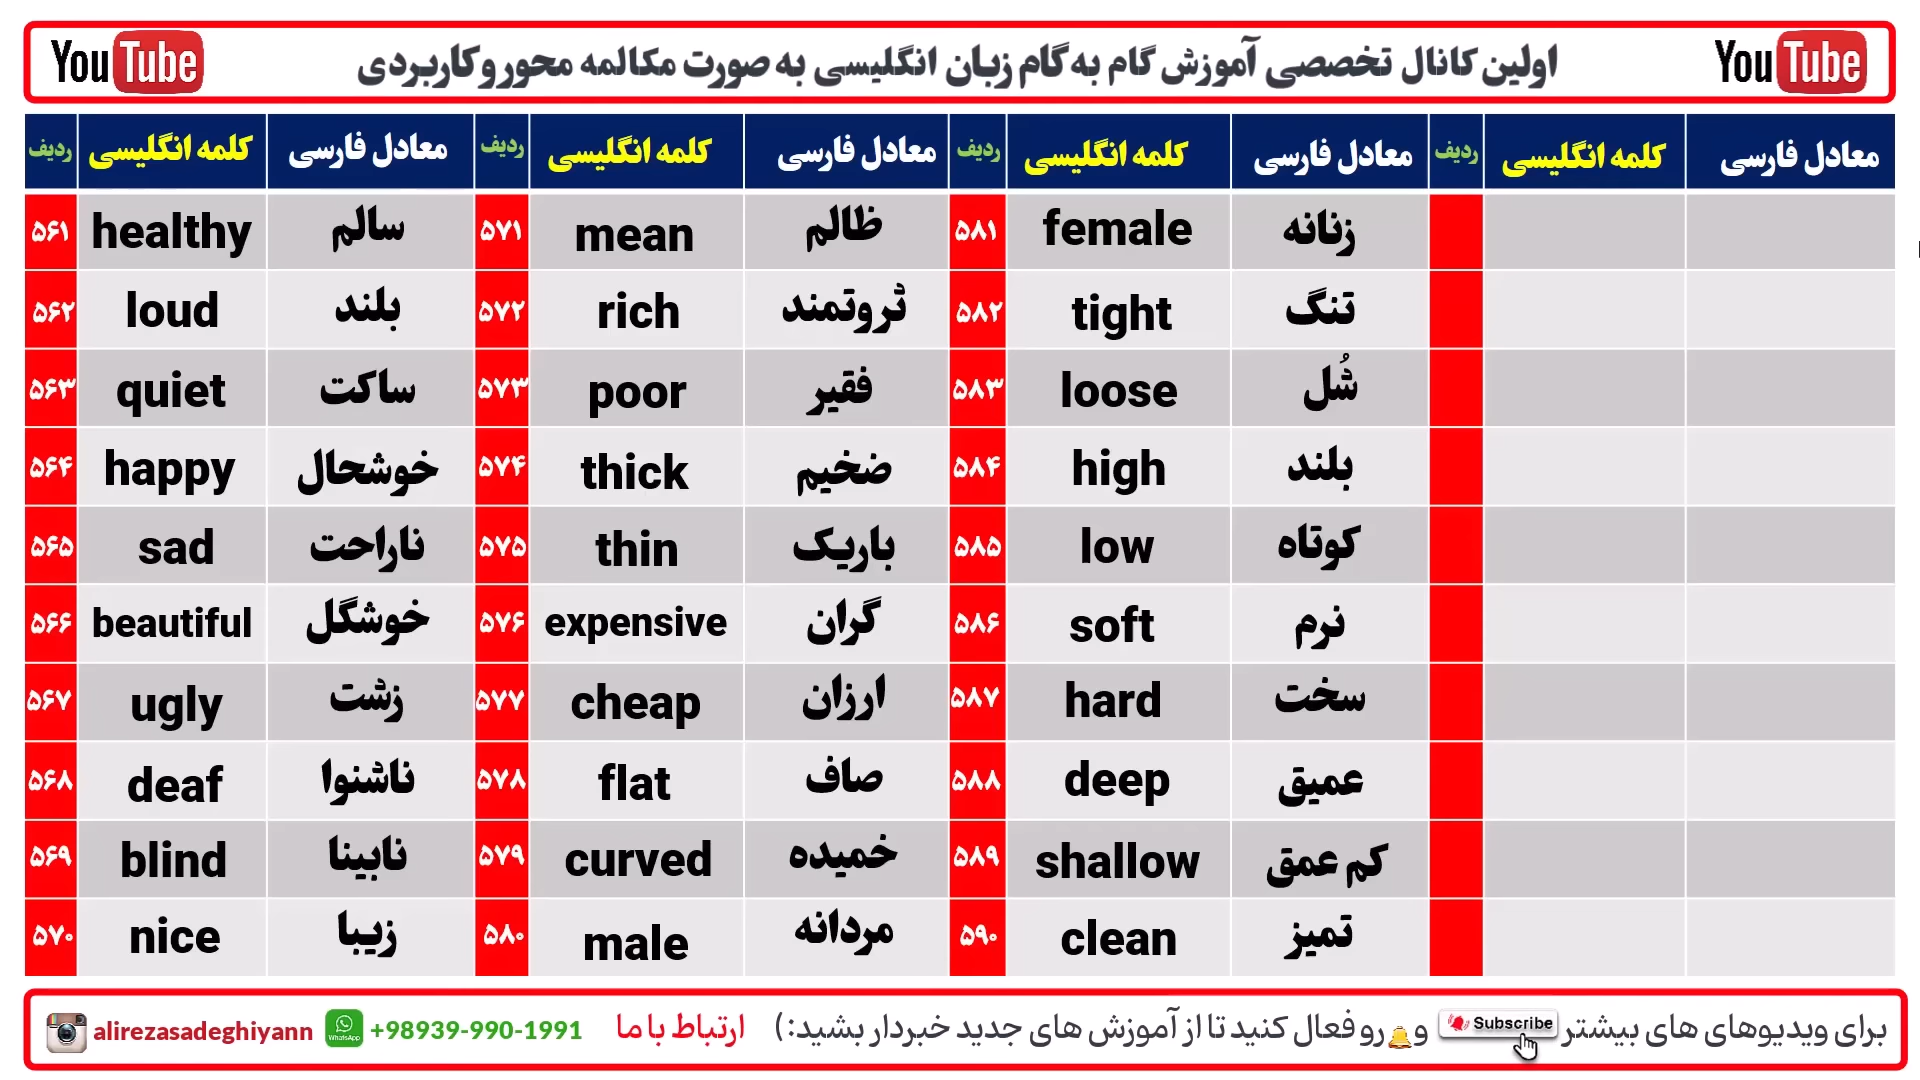 YouTube اولین کانال تخصصی آموزش گام به گام زبان انگلیسی به صورت مکالمه محور و کاربردی YouTube
ردیف کلمه انگلیسی معادل فارسی ردیف کلمه انگلیسی معادل فارسی ردیف کلمه انگلیسی معادل فارسی ردیف کلمه انگلیسی معادل فارسی
۵۶۱ healthy سالم ۵۷۱ mean ظالم ۵۸۱ female زنانه
۵۶۲ loud بلند ۵۷۲ rich ثروتمند ۵۸۲ tight تنگ
۵۶۳ quiet ساکت ۵۷۳ poor فقیر ۵۸۳ loose شُل
۵۶۴ happy خوشحال ۵۷۴ thick ضخیم ۵۸۴ high بلند
۵۶۵ sad ناراحت ۵۷۵ thin باریک ۵۸۵ low کوتاه
۵۶۶ beautiful خوشگل ۵۷۶ expensive گران ۵۸۶ soft نرم
۵۶۷ ugly زشت ۵۷۷ cheap ارزان ۵۸۷ hard سخت
۵۶۸ deaf ناشنوا ۵۷۸ flat صاف ۵۸۸ deep عمیق
۵۶۹ blind نابینا ۵۷۹ curved خمیده ۵۸۹ shallow کم عمق
۵۷۰ nice زیبا ۵۸۰ male مردانه ۵۹۰ clean تمیز
برای ویدیوهای های بیشتر Subscribe و رو فعال کنید تا از آموزش های جدید خبردار بشید:) ارتباط با ما +98939-990-1991 WhatsApp alirezasadeghiyann